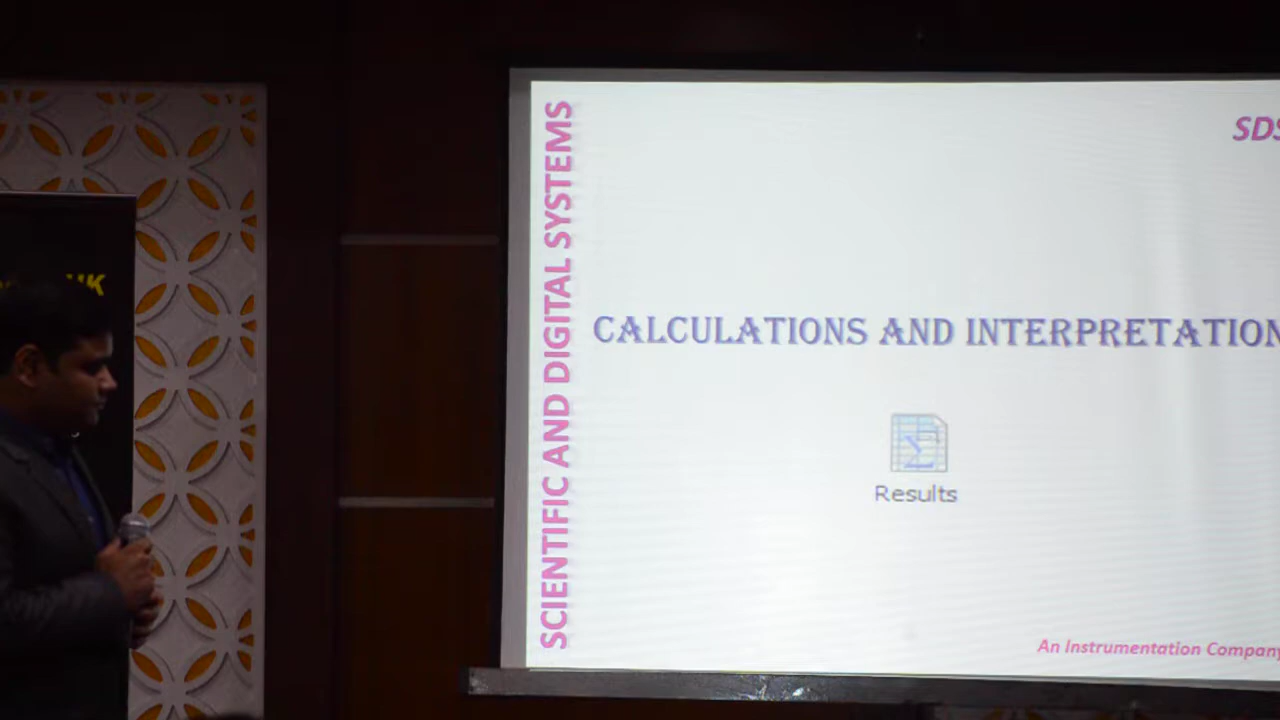 SCIENTIFIC AND DIGITAL SYSTEMS
SDS
CALCULATIONS AND INTERPRETATION
Results
An Instrumentation Company